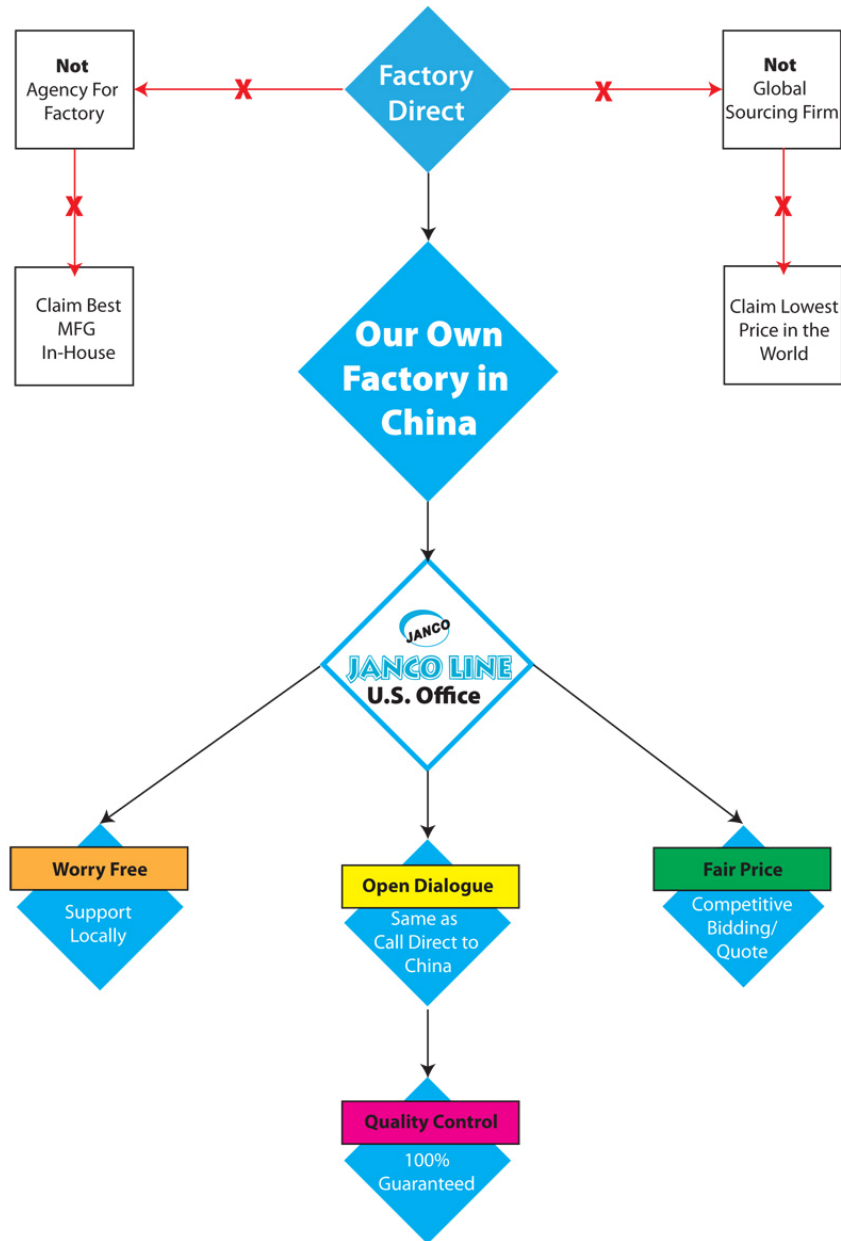 Not
Agency For
Factory
Factory
Direct
Not
Global
Sourcing Firm
X
X
X
X
Claim Best
MFG
In-House
Our Own
Factory in
China
Claim Lowest
Price in the
World
JANCO
JANCO LINE
U.S. Office
Worry Free
Support
Locally
Open Dialogue
Same as
Call Direct to
China
Fair Price
Competitive
Bidding/
Quote
Quality Control
100%
Guaranteed